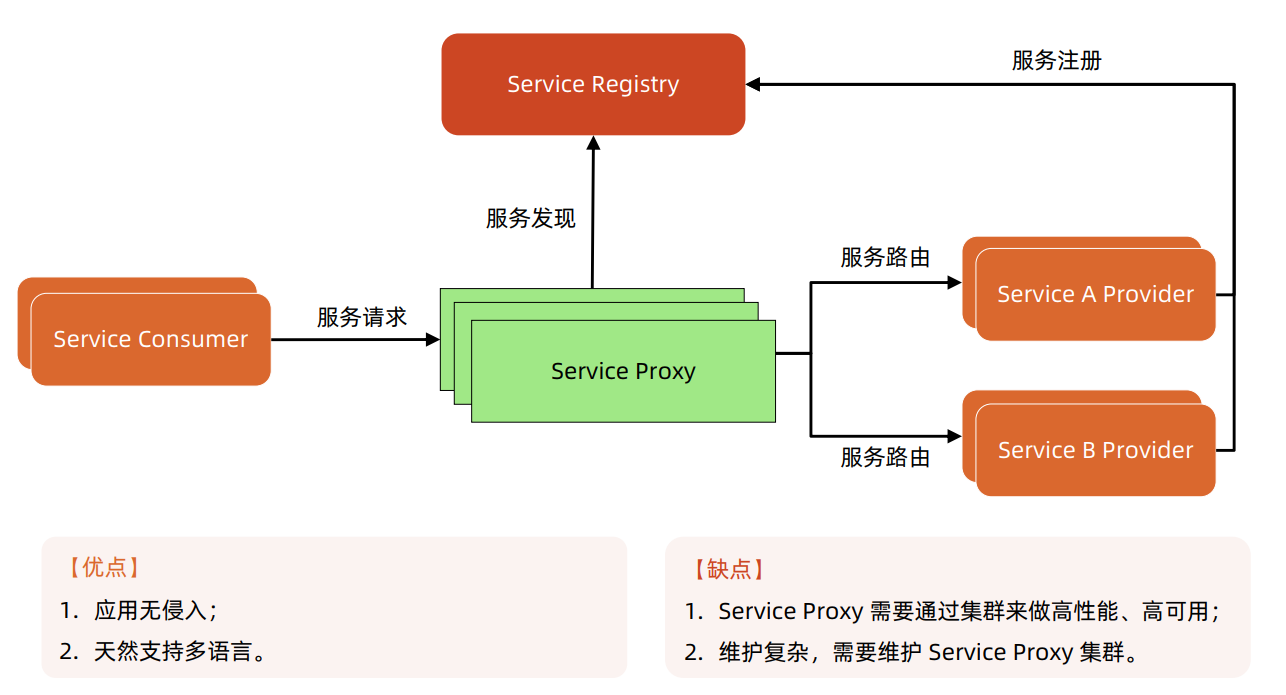 服务注册
Service Registry
服务发现
服务路由
Service A Provider
服务请求
Service Consumer
Service Proxy
Service B Provider
服务路由
【优点】
1. 应用无侵入；
2. 天然支持多语言。
【缺点】
1. Service Proxy 需要通过集群来做高性能、高可用；
2. 维护复杂，需要维护 Service Proxy 集群。